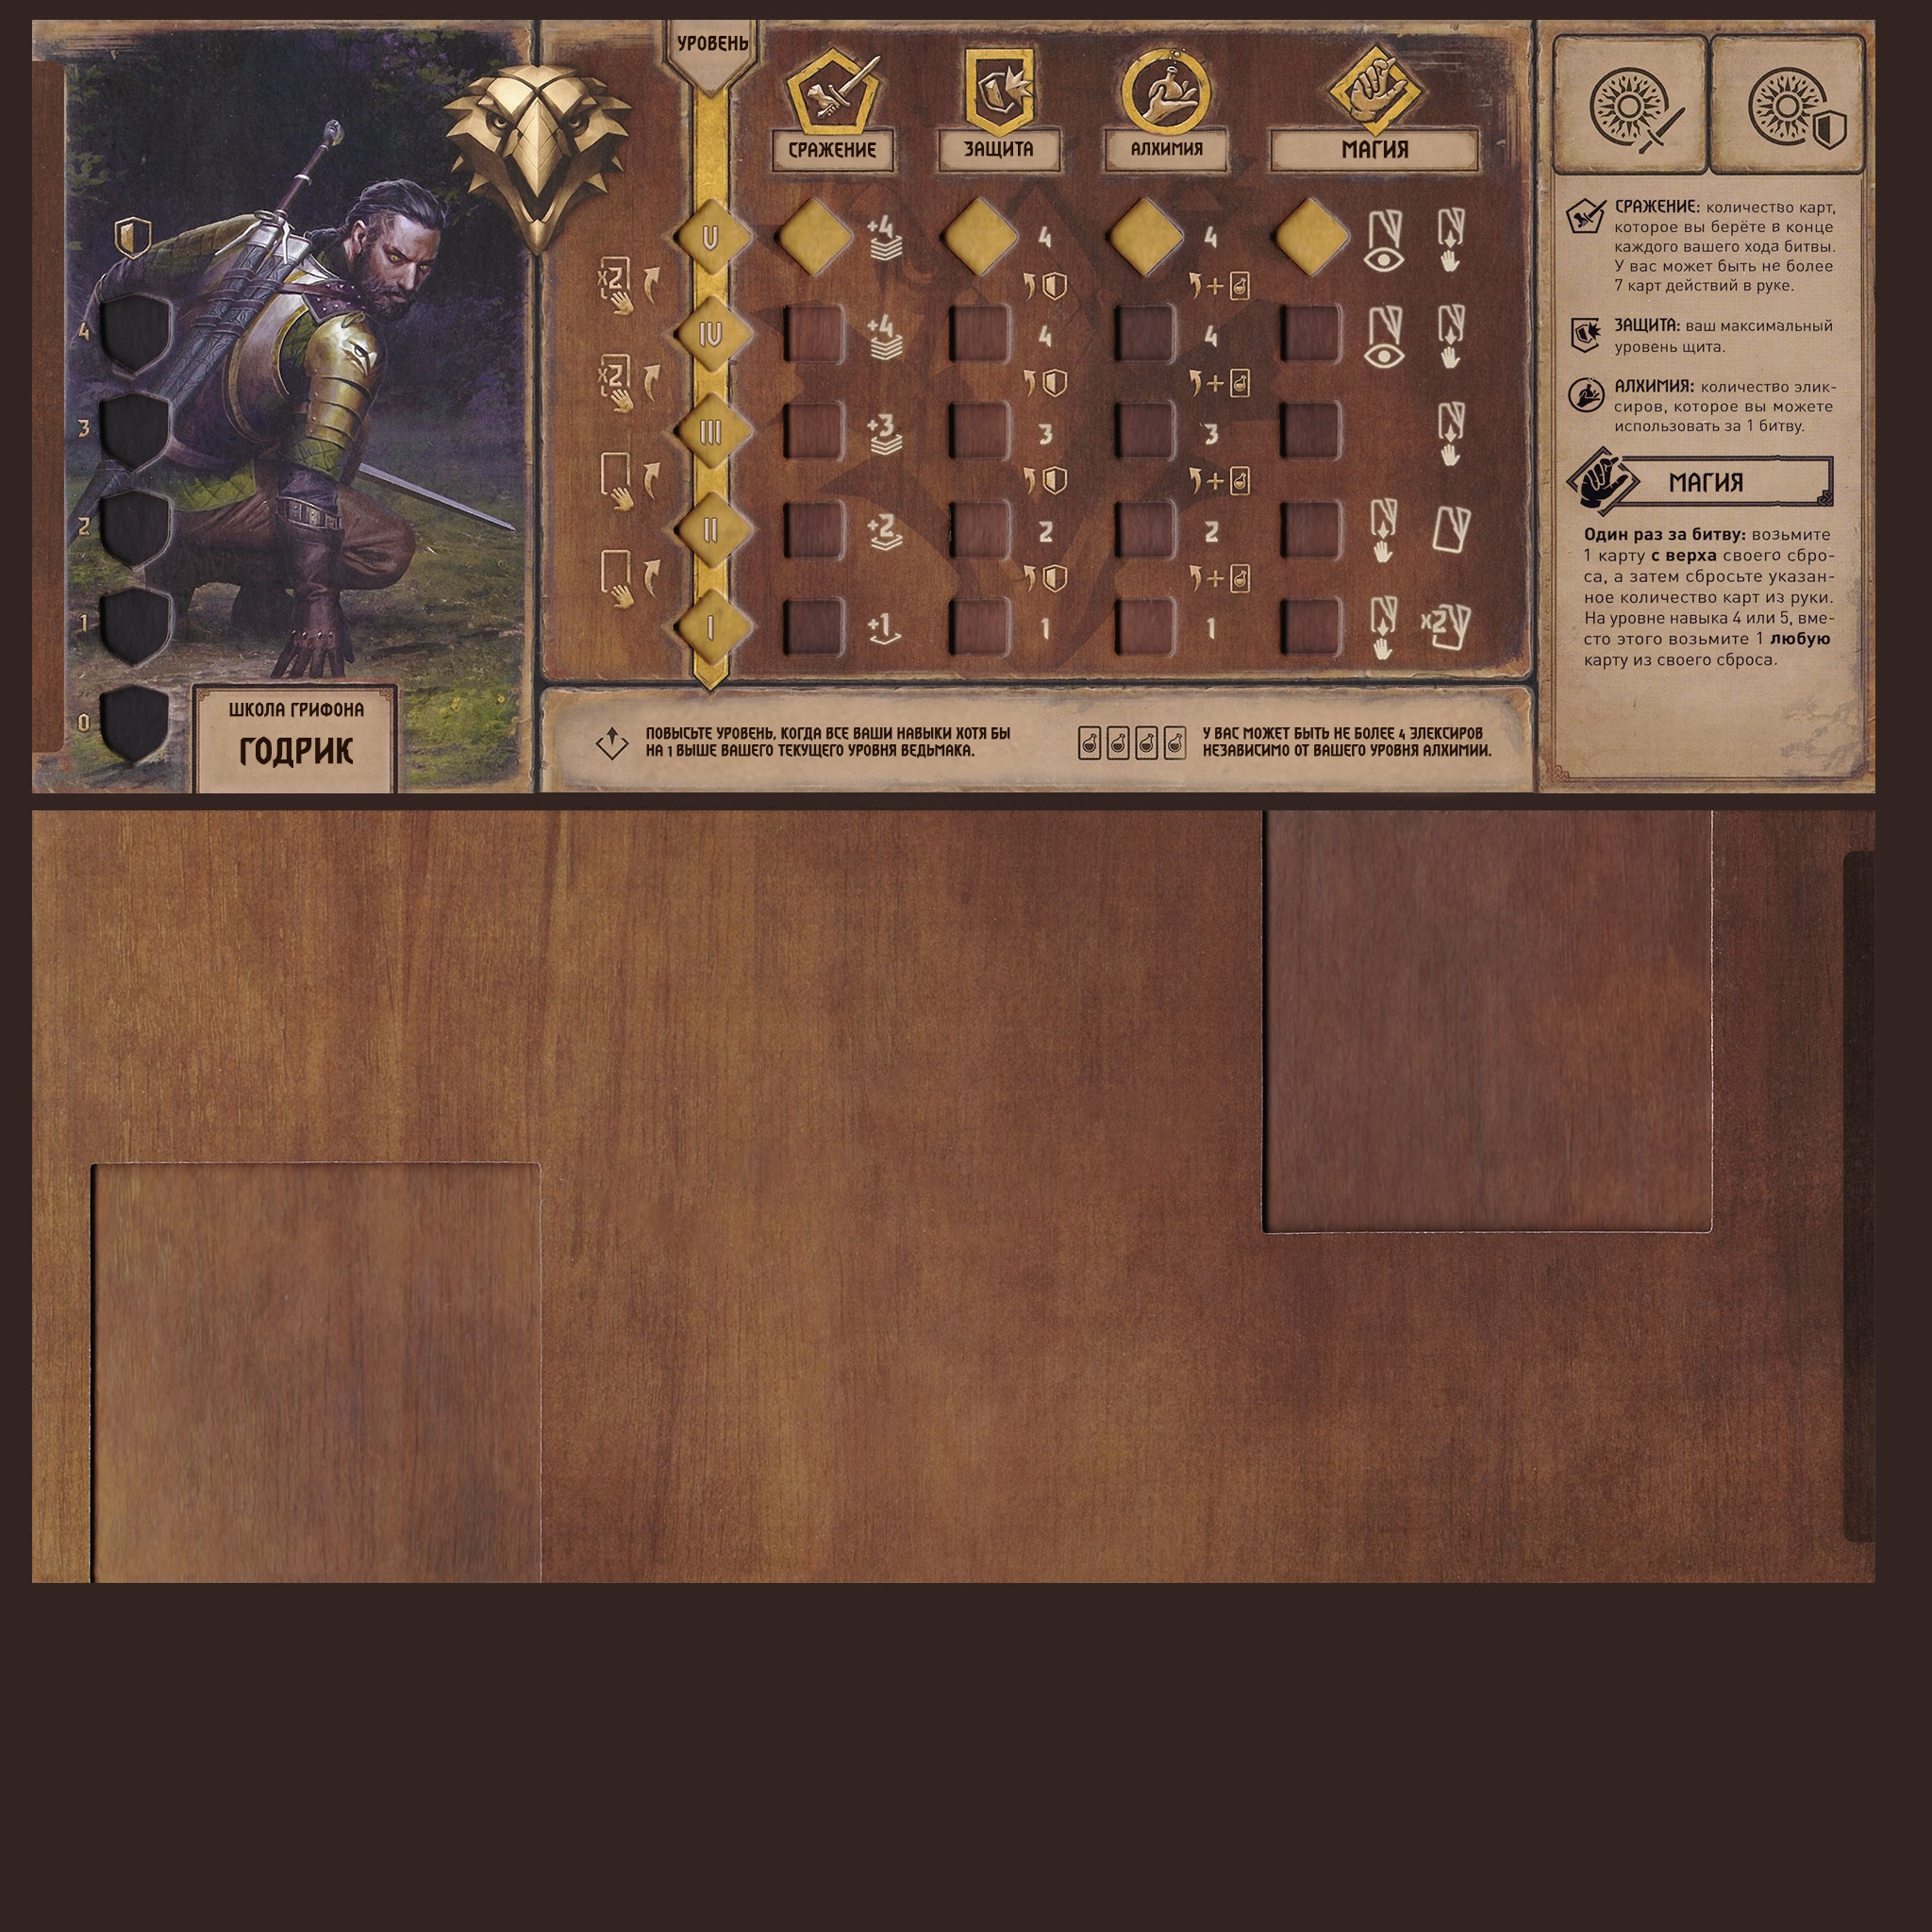 УРОВЕНЬ
СРАЖЕНИЕ
ЗАЩИТА
АЛХИМИЯ
МАГИЯ
V
+4
4
4
x2
IV
+4
4
4
x2
III
+3
3
3
II
+2
2
2
I
+1
1
1
x2
4
3
2
1
0
ШКОЛА ГРИФОНА
ГОДРИК
ПОВЫСЬТЕ УРОВЕНЬ, КОГДА ВСЕ ВАШИ НАВЫКИ ХОТЯ БЫ
НА 1 ВЫШЕ ВАШЕГО ТЕКУЩЕГО УРОВНЯ ВЕДЬМАКА.
У ВАС МОЖЕТ БЫТЬ НЕ БОЛЕЕ 4 ЭЛЕКСИРОВ
НЕЗАВИСИМО ОТ ВАШЕГО УРОВНЯ АЛХИМИИ.
СРАЖЕНИЕ: количество карт,
которое вы берёте в конце
каждого вашего хода битвы.
У вас может быть не более
7 карт действий в руке.
ЗАЩИТА: ваш максимальный
уровень щита.
АЛХИМИЯ: количество элик-
сиров, которое вы можете
использовать за 1 битву.
МАГИЯ
Один раз за битву: возьмите
1 карту с верха своего сбро-
са, а затем сбросьте указан-
ное количество карт из руки.
На уровне навыка 4 или 5, вме-
сто этого возьмите 1 любую
карту из своего сброса.